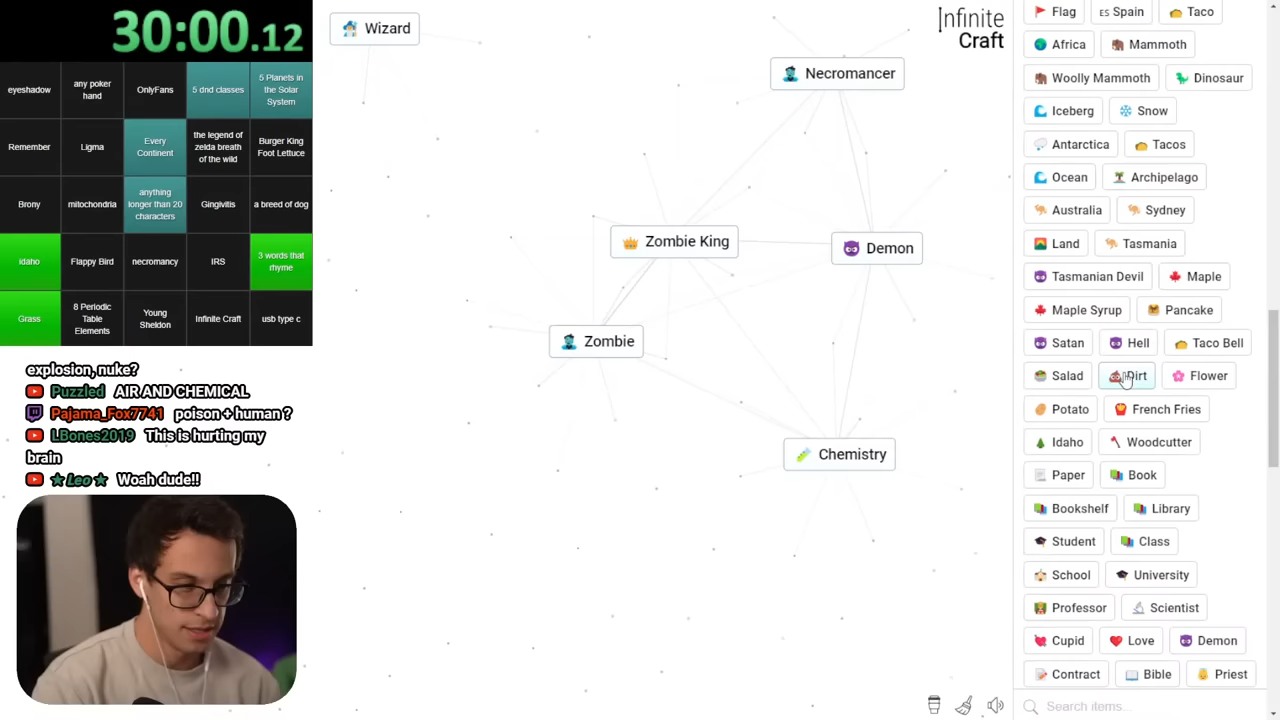 30:00.12
eyeshadow
any poker
hand
OnlyFans
5 dnd classes
5 Planets in
the Solar
System
Remember
Ligma
Every
Continent
the legend of
zelda breath
of the wild
Burger King
Foot Lettuce
Brony
mitochondria
anything
longer than 20
characters
Gingivitis
a breed of dog
idaho
Flappy Bird
necromancy
IRS
3 words that
rhyme
Grass
8 Periodic
Table
Elements
Young
Sheldon
Infinite Craft
usb type c
explosion, nuke?
Puzzled AIR AND CHEMICAL
Pajama_Fox7741 poison + human ?
LBones2019 This is hurting my
brain
★ Leo ★ Woah dude!!
Wizard
Necromancer
Zombie King
Demon
Zombie
Chemistry
Infinite
Craft
Flag
ES Spain
Taco
Africa
Mammoth
Woolly Mammoth
Dinosaur
Iceberg
Snow
Antarctica
Tacos
Ocean
Archipelago
Australia
Sydney
Land
Tasmania
Tasmanian Devil
Maple
Maple Syrup
Pancake
Satan
Hell
Taco Bell
Salad
Dirt
Flower
Potato
French Fries
Idaho
Woodcutter
Paper
Book
Bookshelf
Library
Student
Class
School
University
Professor
Scientist
Cupid
Love
Demon
Contract
Bible
Priest
Search items...